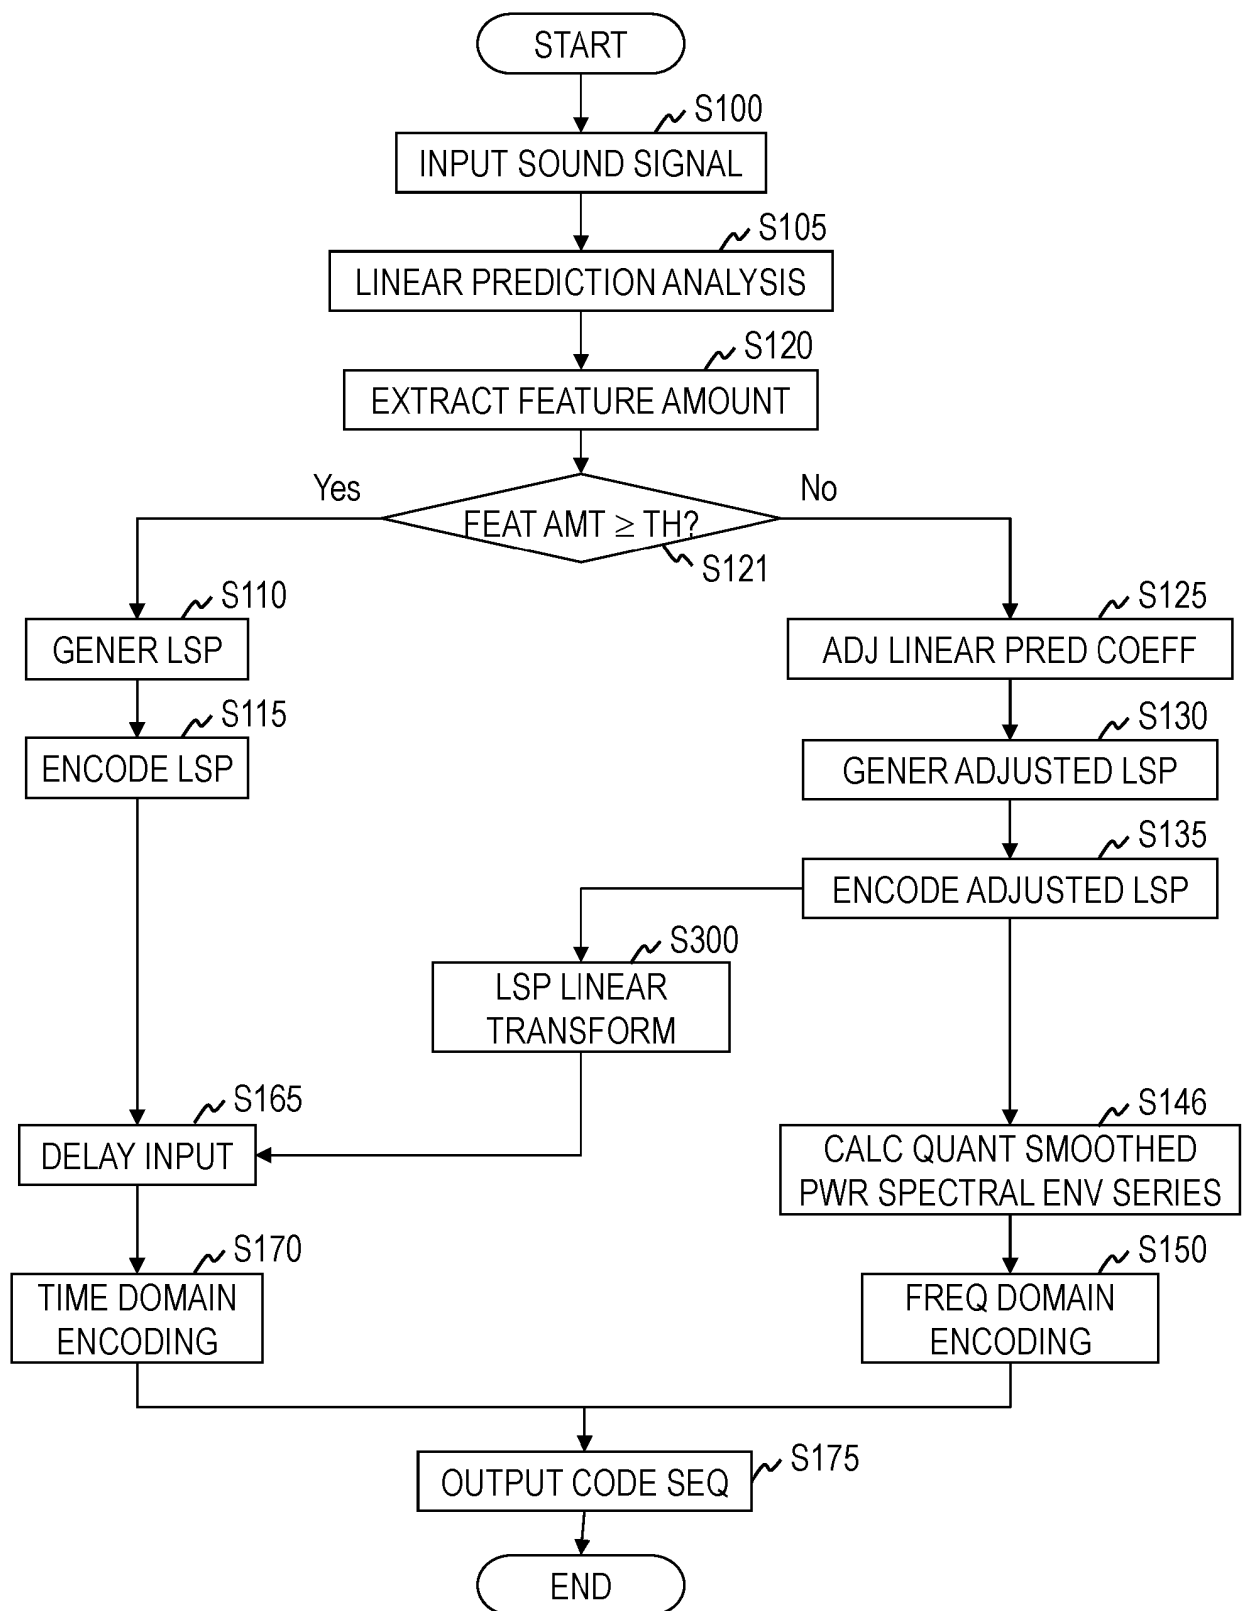 START
S100
INPUT SOUND SIGNAL
S105
LINEAR PREDICTION ANALYSIS
S120
EXTRACT FEATURE AMOUNT
Yes
No
FEAT AMT ≥ TH?
S121
S110
GENER LSP
S125
ADJ LINEAR PRED COEFF
S115
ENCODE LSP
S130
GENER ADJUSTED LSP
S135
ENCODE ADJUSTED LSP
S300
LSP LINEAR
TRANSFORM
S165
DELAY INPUT
S146
CALC QUANT SMOOTHED
PWR SPECTRAL ENV SERIES
S170
TIME DOMAIN
ENCODING
S150
FREQ DOMAIN
ENCODING
S175
OUTPUT CODE SEQ
END